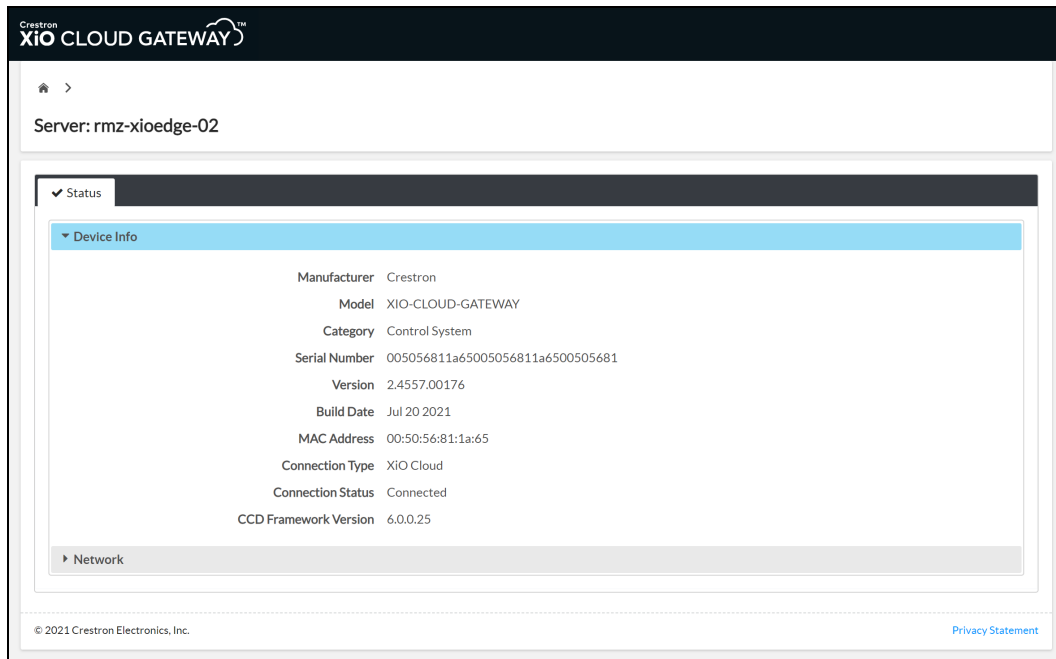 Crestron
XiO CLOUD GATEWAY™
Server: rmz-xioedge-02
Status
Device Info
Manufacturer Crestron
Model XIO-CLOUD-GATEWAY
Category Control System
Serial Number 005056811a65005056811a6500505681
Version 2.4557.00176
Build Date Jul 20 2021
MAC Address 00:50:56:81:1a:65
Connection Type XiO Cloud
Connection Status Connected
CCD Framework Version 6.0.0.25
Network
© 2021 Crestron Electronics, Inc. Privacy Statement